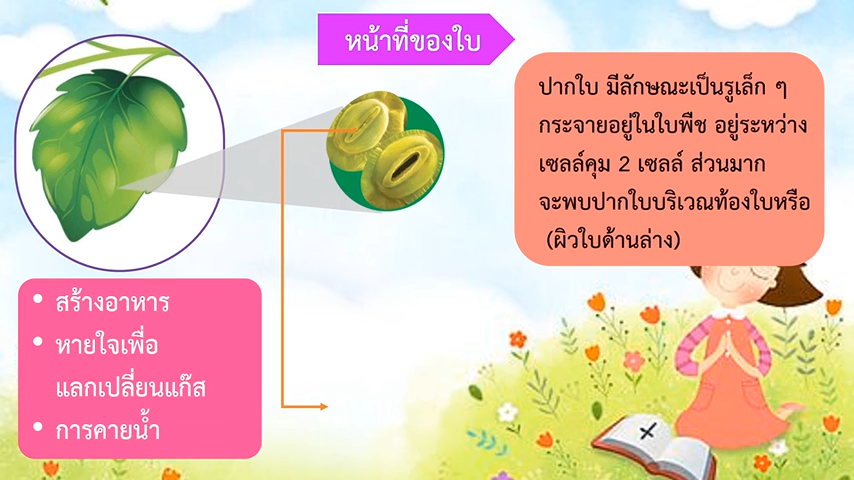 หน้าที่ของใบ
ปากใบ มีลักษณะเป็นรูเล็ก ๆ
กระจายอยู่ในใบพืช อยู่ระหว่าง
เซลล์คุม 2 เซลล์ ส่วนมาก
จะพบปากใบบริเวณท้องใบหรือ
(ผิวใบด้านล่าง)
• สร้างอาหาร
• หายใจเพื่อ
แลกเปลี่ยนแก๊ส
• การคายน้ำ